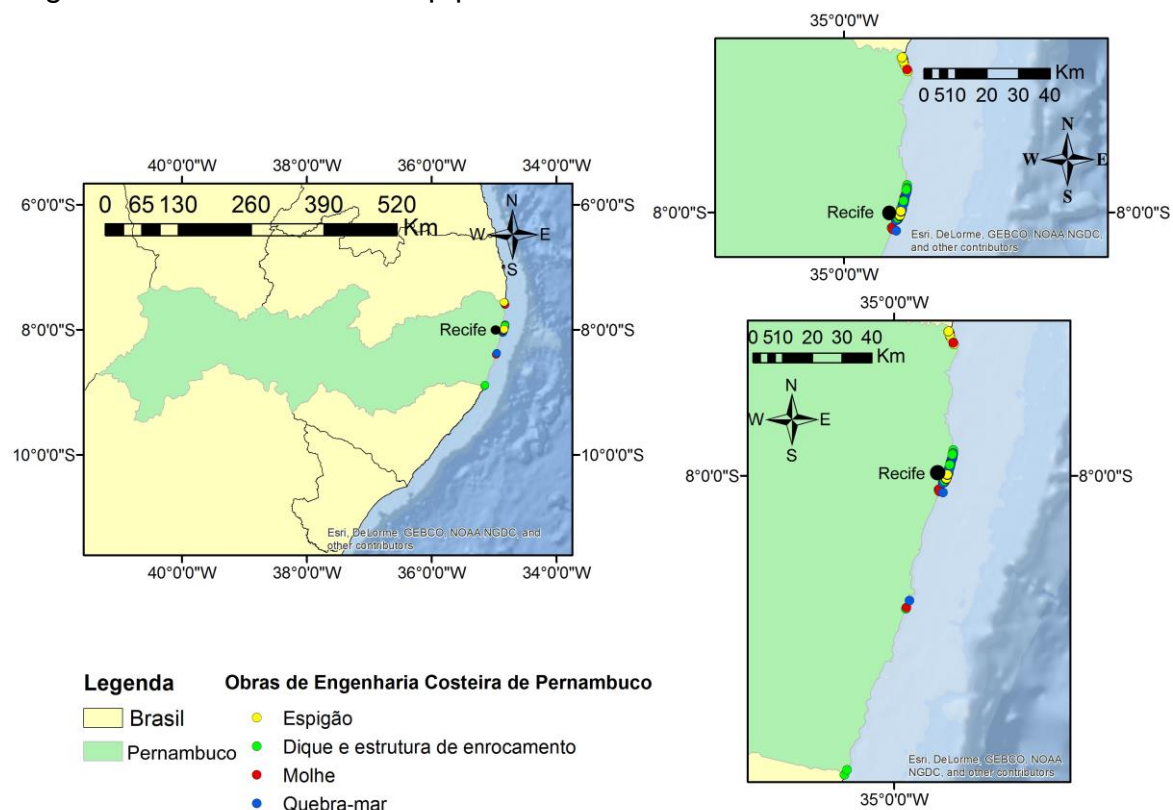 40°0'0"W 38°0'0"W 36°0'0"W 34°0'0"W
6°0'0"S
0 65 130 260 390 520
Km
N
W E
S
8°0'0"S
Recife
8°0'0"S
10°0'0"S
10°0'0"S
Esri, DeLorme, GEBCO, NOAA NGDC, and
other contributors
40°0'0"W 38°0'0"W 36°0'0"W 34°0'0"W
35°0'0"W
Km
0 510 20 30 40
N
W E
S
8°0'0"S
Recife
8°0'0"S
Esri, DeLorme, GEBCO, NOAA NGDC,
and other contributors
35°0'0"W
35°0'0"W
0 510 20 30 40
Km
N
W E
S
8°0'0"S
Recife
8°0'0"S
Esri, DeLorme, GEBCO, NOAA
NGDC, and other contributors
35°0'0"W
Legenda
Brasil
Pernambuco
Obras de Engenharia Costeira de Pernambuco
Espigão
Dique e estrutura de enrocamento
Molhe
Quebra-mar